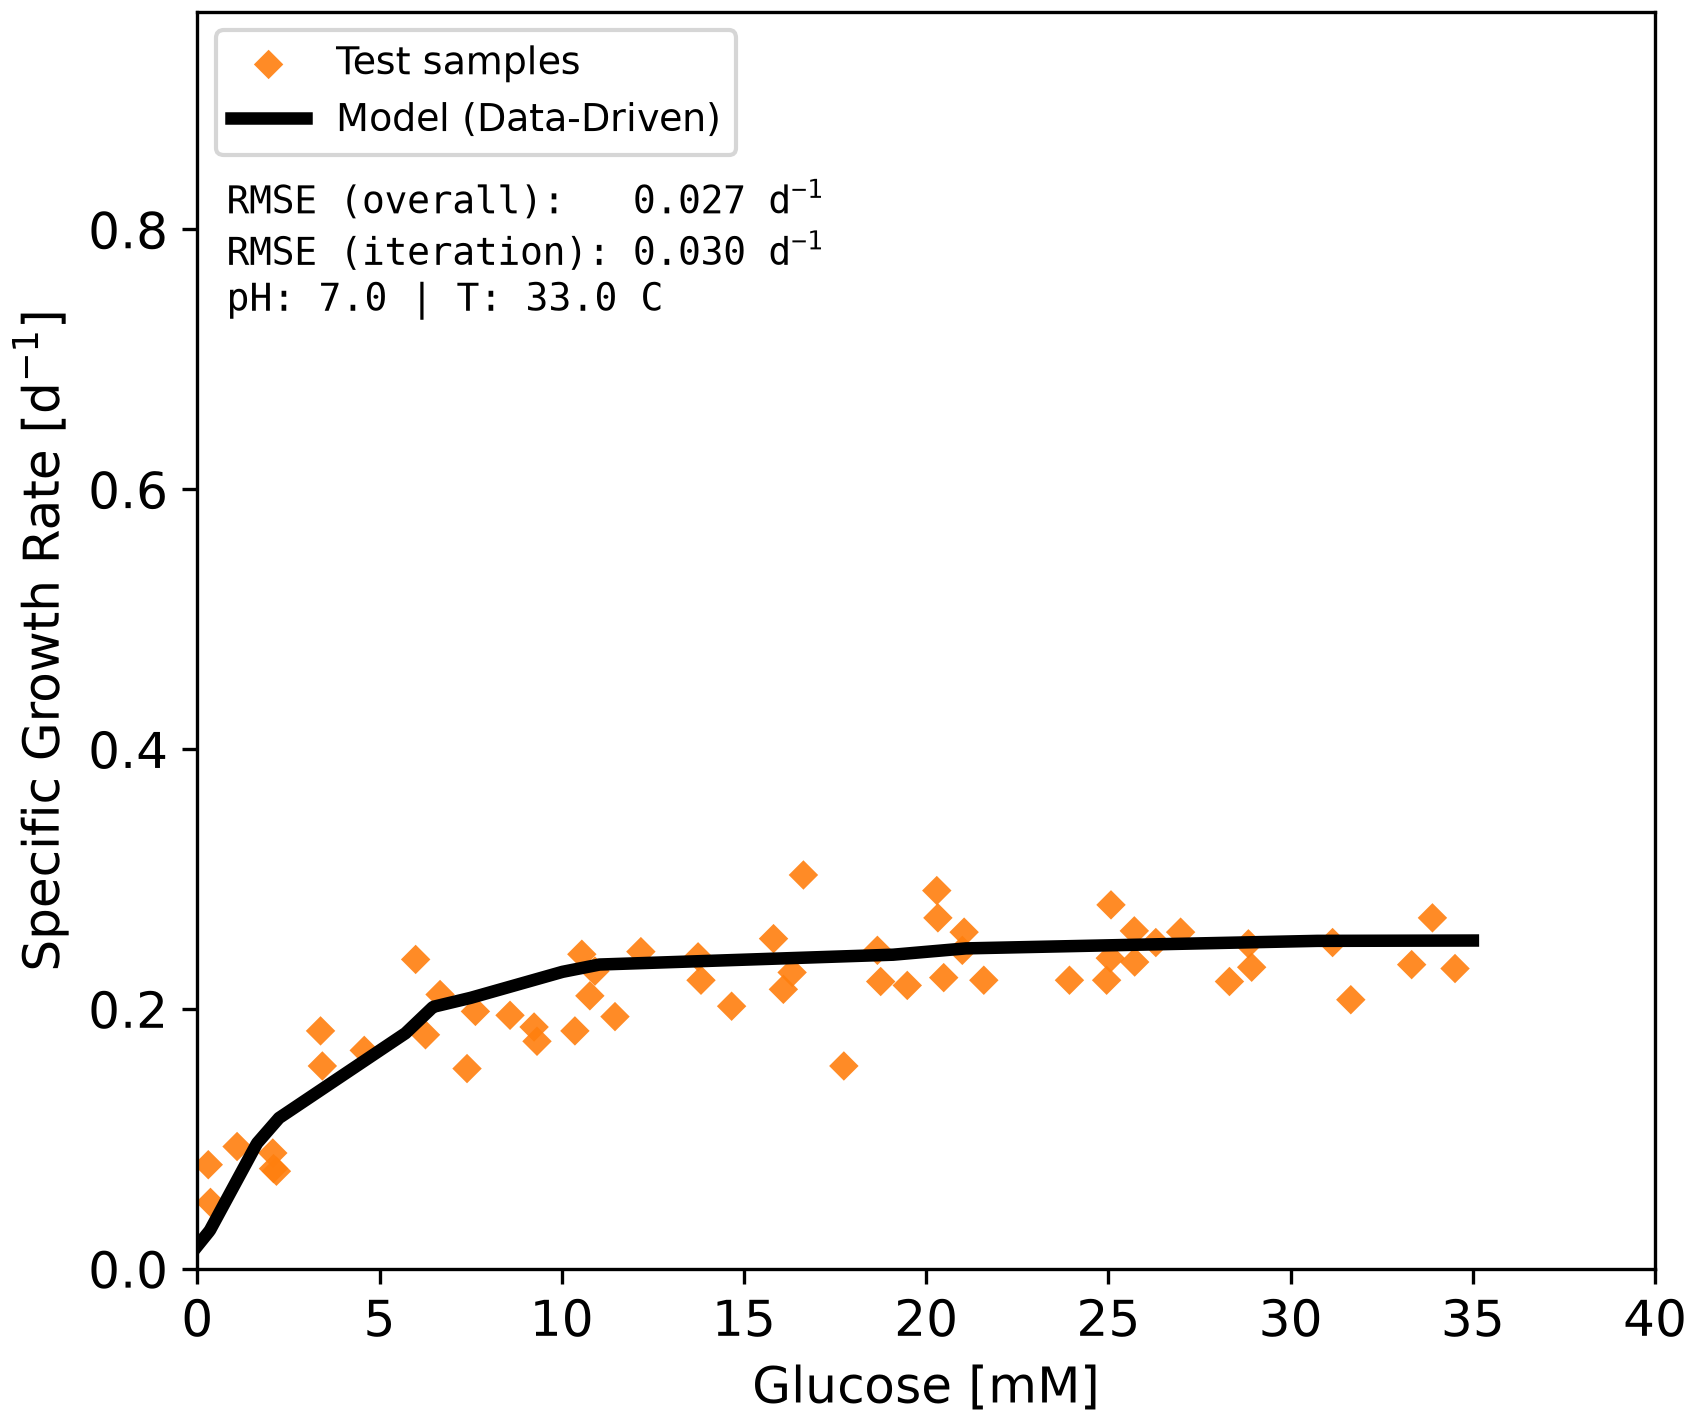 Test samples
Model (Data-Driven)
RMSE (overall):   0.027 d⁻¹
RMSE (iteration): 0.030 d⁻¹
pH: 7.0 | T: 33.0 C
Specific Growth Rate [d⁻¹]
0.8
0.6
0.4
0.2
0.0
0 5 10 15 20 25 30 35 40
Glucose [mM]